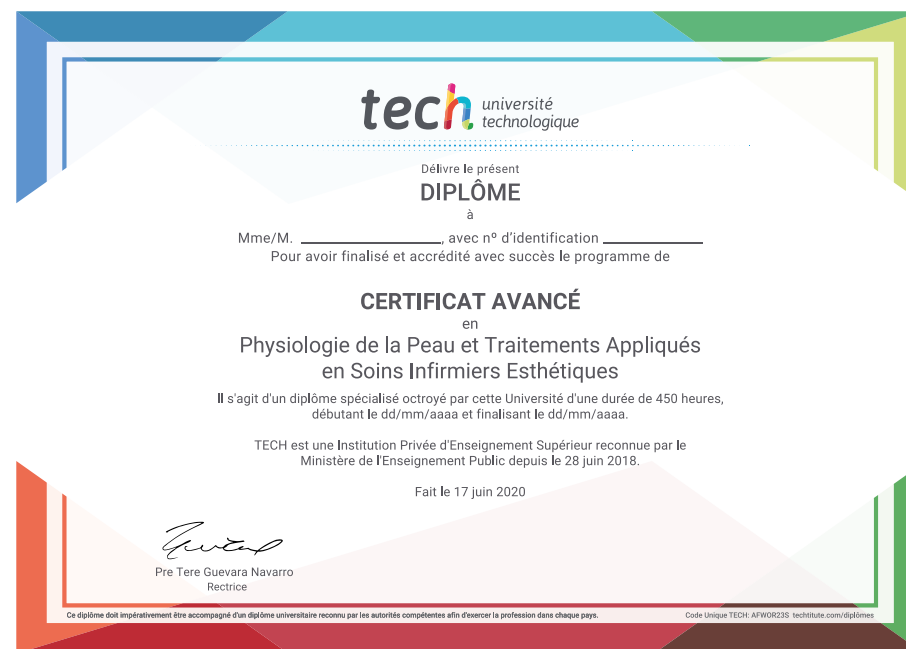 tech université
technologique
Délivre le présent
DIPLÔME
à
Mme/M. ____________________, avec nº d'identification ______________
Pour avoir finalisé et accrédité avec succès le programme de
CERTIFICAT AVANCÉ
en
Physiologie de la Peau et Traitements Appliqués
en Soins Infirmiers Esthétiques
Il s'agit d'un diplôme spécialisé octroyé par cette Université d'une durée de 450 heures,
débutant le dd/mm/aaaa et finalisant le dd/mm/aaaa.
TECH est une Institution Privée d'Enseignement Supérieur reconnue par le
Ministère de l'Enseignement Public depuis le 28 juin 2018.
Fait le 17 juin 2020
Pre Tere Guevara Navarro
Rectrice
Ce diplôme doit impérativement être accompagné d'un diplôme universitaire reconnu par les autorités compétentes afin d'exercer la profession dans chaque pays.
Code Unique TECH: AFWOR23S techtitute.com/diplômes